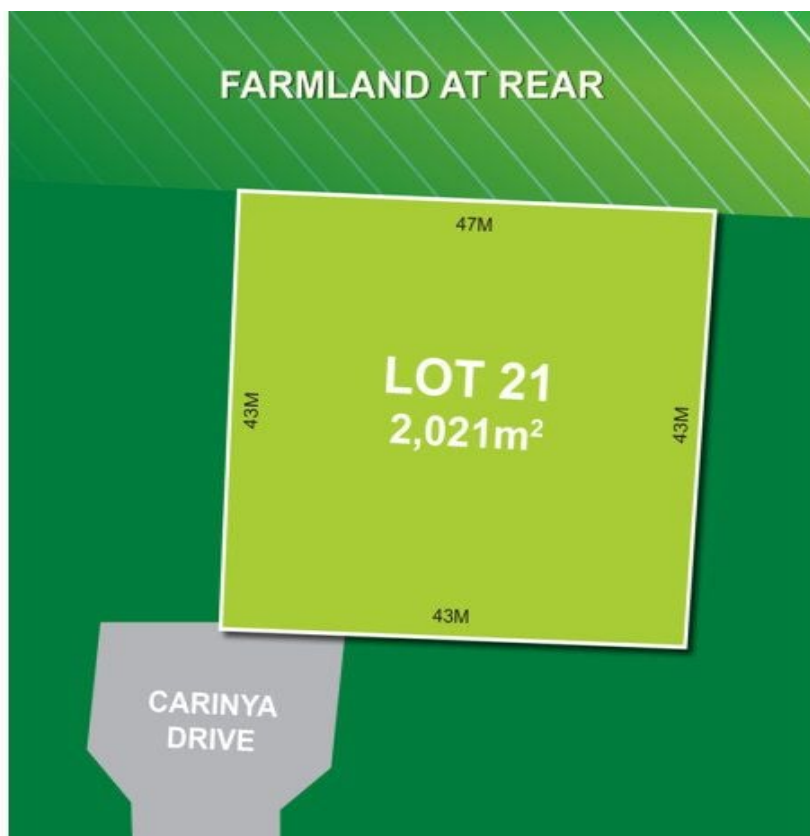 FARMLAND AT REAR
47M
LOT 21
2,021m²
43M
43M
43M
CARINYA
DRIVE